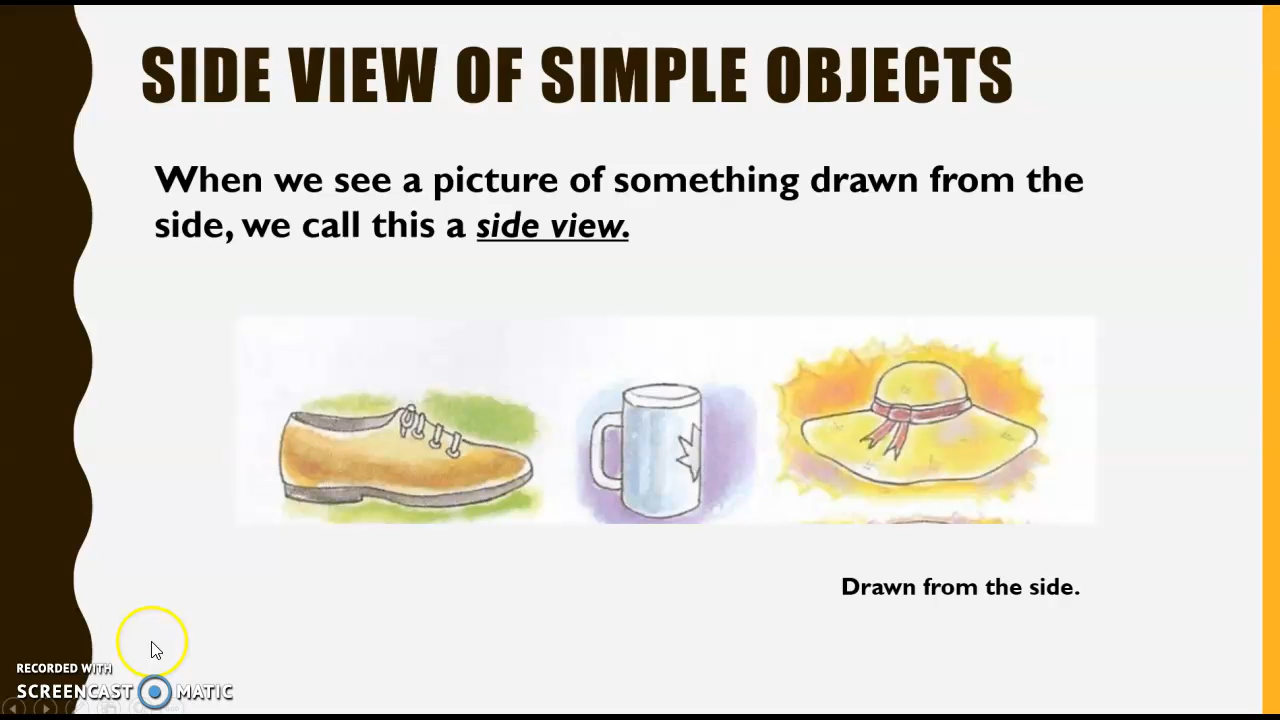 SIDE VIEW OF SIMPLE OBJECTS
When we see a picture of something drawn from the
side, we call this a side view.
Drawn from the side.
RECORDED WITH
SCREENCAST MATIC